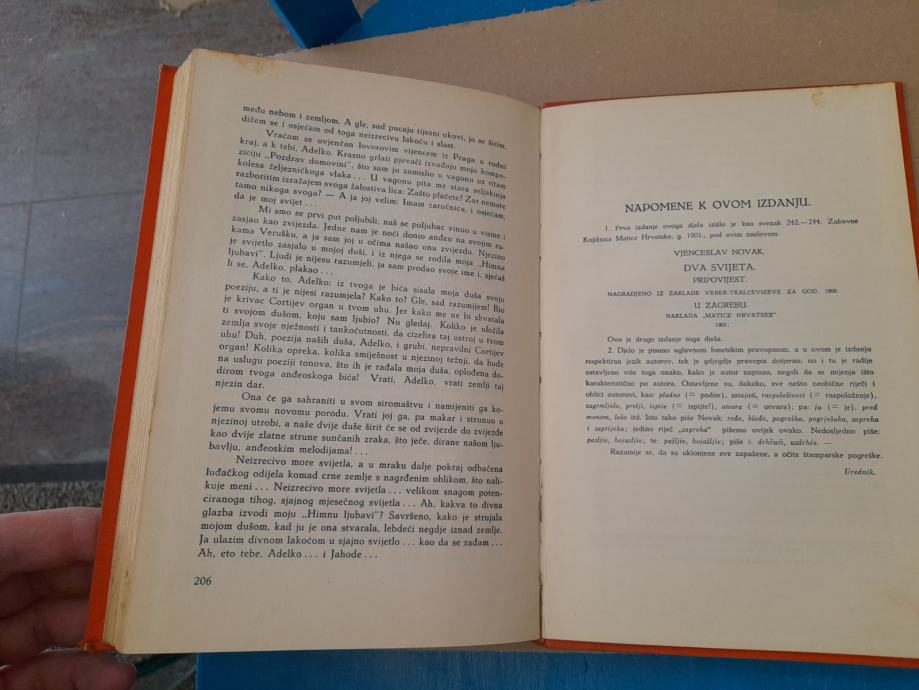 među nebom i zemljom. A gle, sad pucaju tijesni okovi, ja se širim,
dižem se i osjećam od toga neizrecivu lakoću i slast.
Vraćam se ovjenčan lovorovim vijencem iz Praga u rodni
kraj, a k tebi, Adelko. Krasno grlati pjevači izvađaju moju kompo-
ziciju „Pozdrav domovini", što sam ju zamislio u vagonu uz ritam
kolesa željezničkoga vlaka... U vagonu pita me stara seljakinja
razboritim izražajem svoga žalostiva lica: Zašto plačete? Zar nemate
tamo nikoga svoga? — A ja joj velim: Imam zaručnicu, i osjećam,
da je moj svijet...
Mi smo se prvi put poljubili, naš se poljubac vinuo u visine i
zasjao kao zvijezda. Jedne nam je noći donio anđeo na svojim ru-
kama Verušku, a ja sam joj u očima našao onu zvijezdu. Njezino
je svijetlo zasjalo u mojoj duši, i iz njega se rodila moja „Himna
ljubavi". Ljudi je nijesu razumjeli, ja sam prodao svoje ime i, sjećaš
li se, Adelko, plakao...
Kako to, Adelko: iz tvoga je bića sisala moja duša svoju
poeziju, a ti je nijesi razumjela? Kako to? Gle, sad razumijem! Bio
je krivac Cortijev organ u tvom uhu. Jer kako me ne bi shvatala
ti svojom dušom, koju sam ljubio? Nu gledaj. Koliko je uložila
zemlja svoje nježnosti i tankoćutnosti, da cizelira taj ustroj u tvom
uhu! Duh, poezija naših duša, Adelko, i grubi, neprilični Cortijev
organ! Kolika opreka, kolika smiješnost u njezinoj težnji, da bude
na uslugu poeziji tonova, što ih je rađala moja duša, oplođena do-
dirom tvoga anđeoskoga bića! Vrati, Adelko, vrati zemlji taj
njezin dar.
Ona će ga sahraniti u svom siromaštvu i namijeniti ga ko-
jemu svomu novomu porodu. Vrati joj ga, pa makar i strunuo u
njezinoj utrobi, a naše dvije duše širit će se od zvijezde do zvijezde
kao dvije zlatne strune sunčanih zraka, što ječe, dirane našom lju-
bavlju, anđeoskim melodijama!...
Neizrecivo more svijetla, a u mraku dalje pokraj odbačena
luđačkog odijela komad crne zemlje s nagrđenim oblikom, što nali-
kuje meni... Neizrecivo more svijetla... velikom snagom poten-
ciranoga tihog, sjajnog mjesečnog svijetla... Ah, kakva to divna
glazba izvodi moju „Himnu ljubavi"? Savršeno, kako je strujala
mojom dušom, kad ju je ona stvarala, lebdeći negdje iznad zemlje.
Ja ulazim divnom lakoćom u sjajno svijetlo... kao da se rađam...
Ah, eto tebe, Adelko... i Jahode...
206
NAPOMENE K OVOM IZDANJU.
1. Prvo izdanje ovoga djela izišlo je kao svezak 242.—244. Zabavne
Knjižnice Matice Hrvatske, g. 1901., pod ovim naslovom:
VJENCESLAV NOVAK.
DVA SVIJETA.
PRIPOVIJEST.
NAGRADJENO IZ ZAKLADE VEBER-TKALČEVIĆEVE ZA GOD. 1900.
U ZAGREBU.
NAKLADA „MATICE HRVATSKE".
1901.
Ovo je drugo izdanje toga djela.
2. Djelo je pisano uglavnom fonetskim pravopisom, a u ovom je izdanju
respektiran jezik autorov, tek je gdjegdje pravopis dotjeran; no i tu je radije
ostavljeno više toga onako, kako je autor napisao, negoli da se mijenja išto
karakteristično po autora. Ostavljene su, dakako, sve nešto neobične riječi i
oblici autorovi, kao pladne (= podne), raspoloživost (= raspoloženje),
zagrmljalo, prslji, ispite (= ispijte!), otvora (= otvara); pa: ju (= je), pred
menom, lolo itd. Isto tako piše Novak: rede, blede, pogreška, pogrješaka, zapreka
i zaprijeka; jedino riječ „zapreka" pišemo uvijek ovako. Nedosljedno piše:
pažljiv, bojazljiv; te: pašljiv, bojašljiv; piše i: drhčući, uzdrhće. —
Razumije se, da su uklonjene sve zapažene, a očite štamparske pogreške.
Urednik.